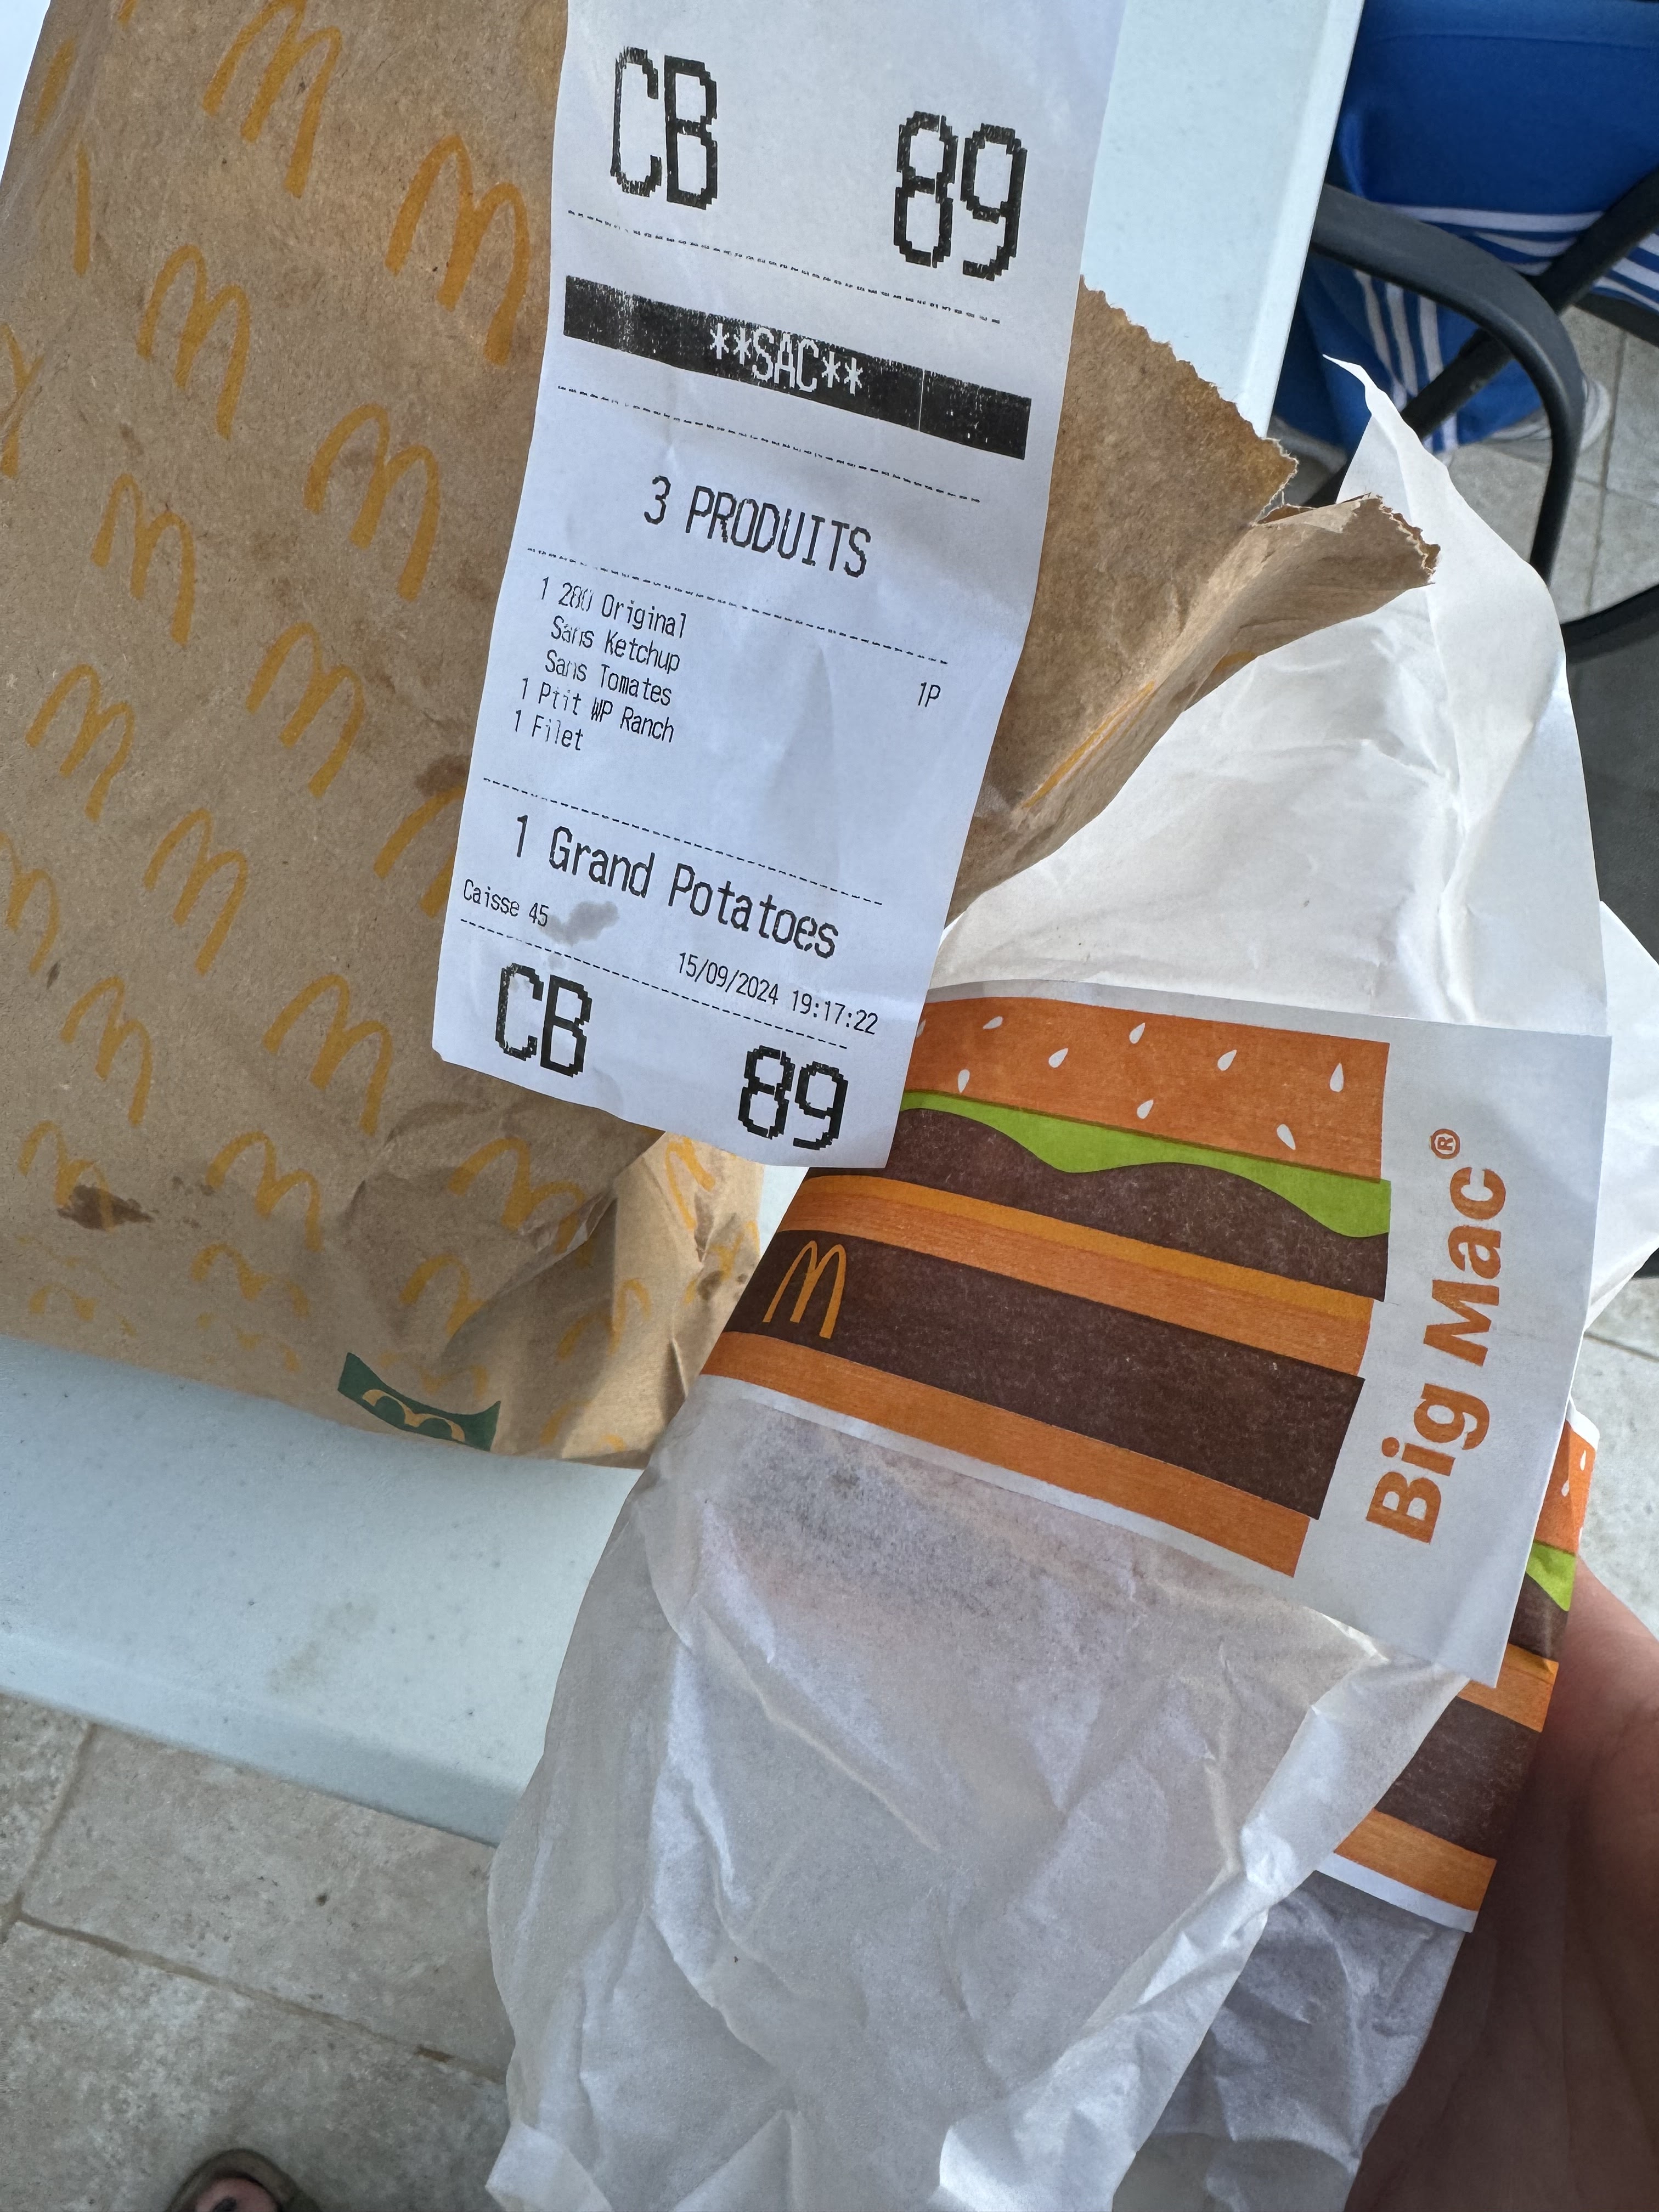 CB 89
**SAC**
3 PRODUITS
1 280 Original
Sans Ketchup
Sans Tomates 1P
1 Ptit WP Ranch
1 Filet
1 Grand Potatoes
Caisse 45 15/09/2024 19:17:22
CB 89
Big Mac®